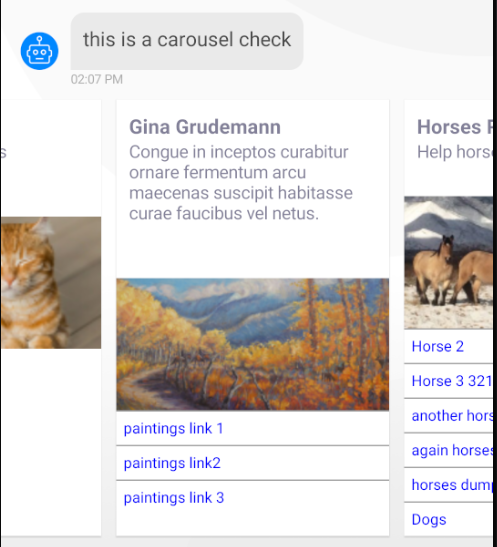 this is a carousel check
02:07 PM
s
Gina Grudemann
Congue in inceptos curabitur
ornare fermentum arcu
maecenas suscipit habitasse
curae faucibus vel netus.
paintings link 1
paintings link2
paintings link 3
Horses
Help hors
Horse 2
Horse 3 321
another hors
again horses
horses dump
Dogs